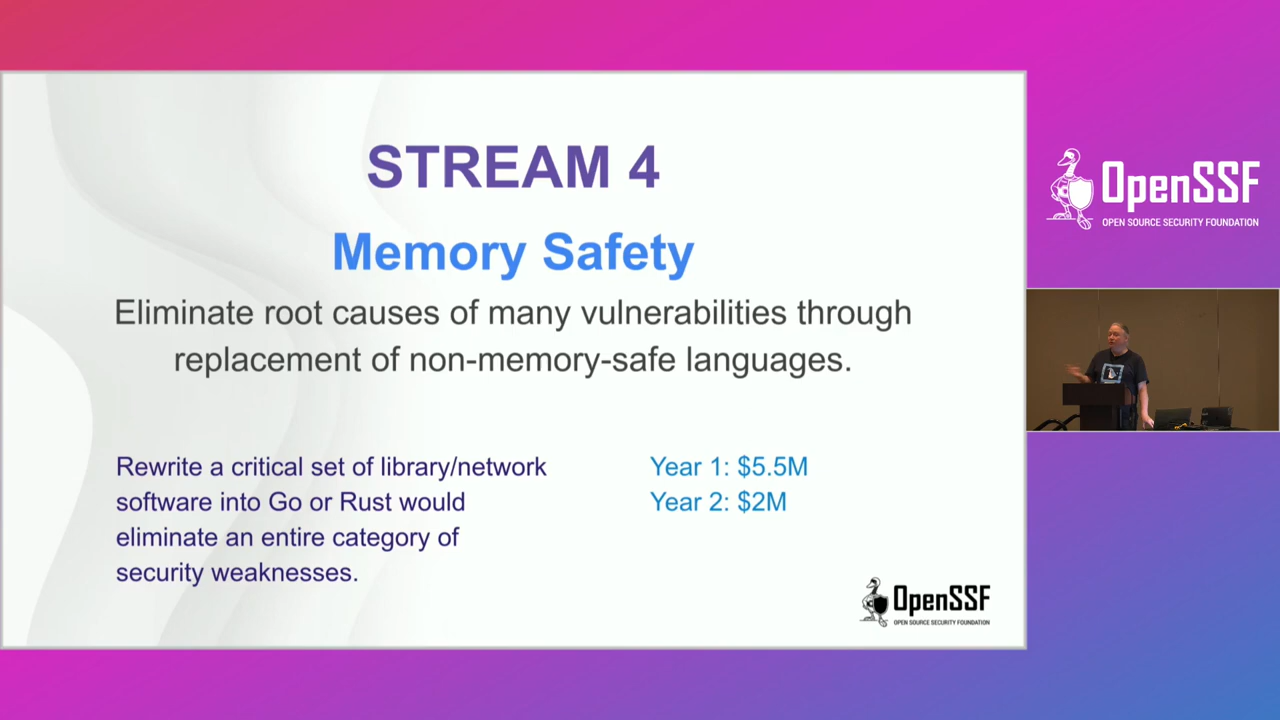 STREAM 4
Memory Safety
Eliminate root causes of many vulnerabilities through
replacement of non-memory-safe languages.
Rewrite a critical set of library/network
software into Go or Rust would
eliminate an entire category of
security weaknesses.
Year 1: $5.5M
Year 2: $2M
OpenSSF
OPEN SOURCE SECURITY FOUNDATION
OpenSSF
OPEN SOURCE SECURITY FOUNDATION